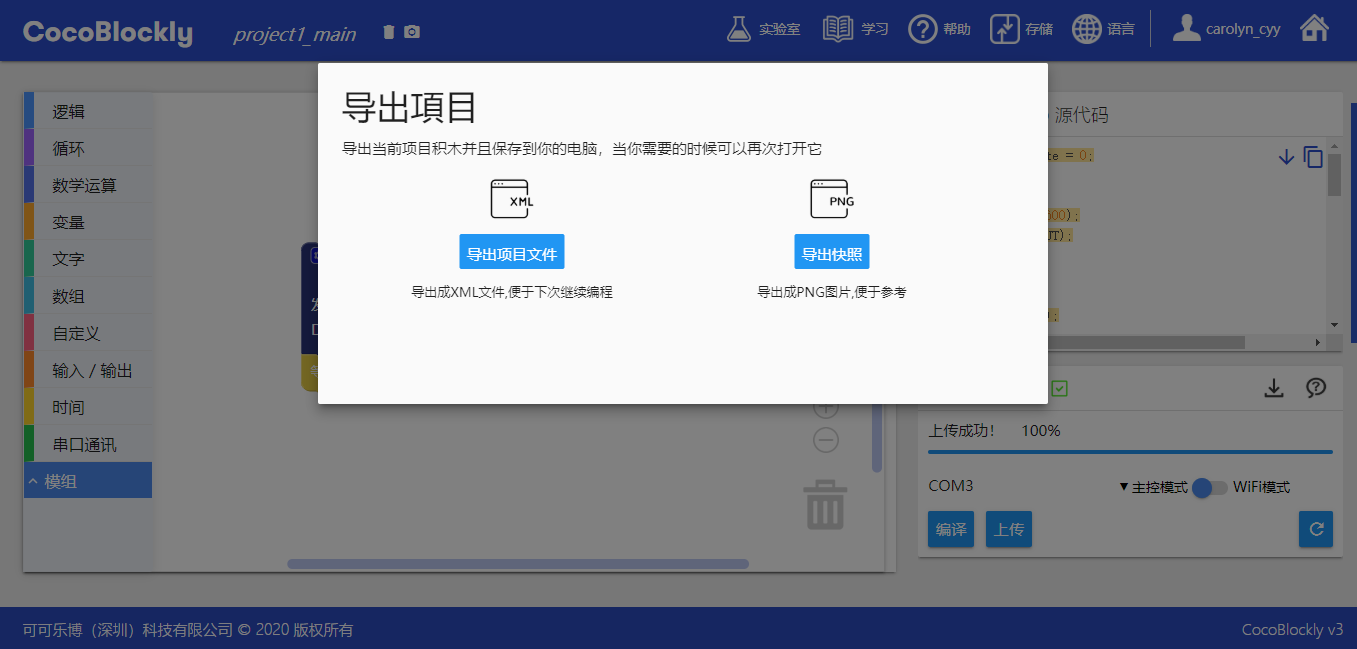 CocoBlockly
project1_main
实验室
学习
帮助
存储
语言
carolyn_cyy
导出項目
导出当前项目积木并且保存到你的电脑，当你需要的时候可以再次打开它
XML
PNG
导出项目文件
导出快照
导出成XML文件,便于下次继续编程
导出成PNG图片,便于参考
逻辑
循环
数学运算
变量
文字
数组
自定义
输入 / 输出
时间
串口通讯
模组
源代码
te = 0;
00);
UT);
;
上传成功！ 100%
COM3
主控模式
WiFi模式
编译
上传
可可乐博（深圳）科技有限公司 © 2020 版权所有
CocoBlockly v3